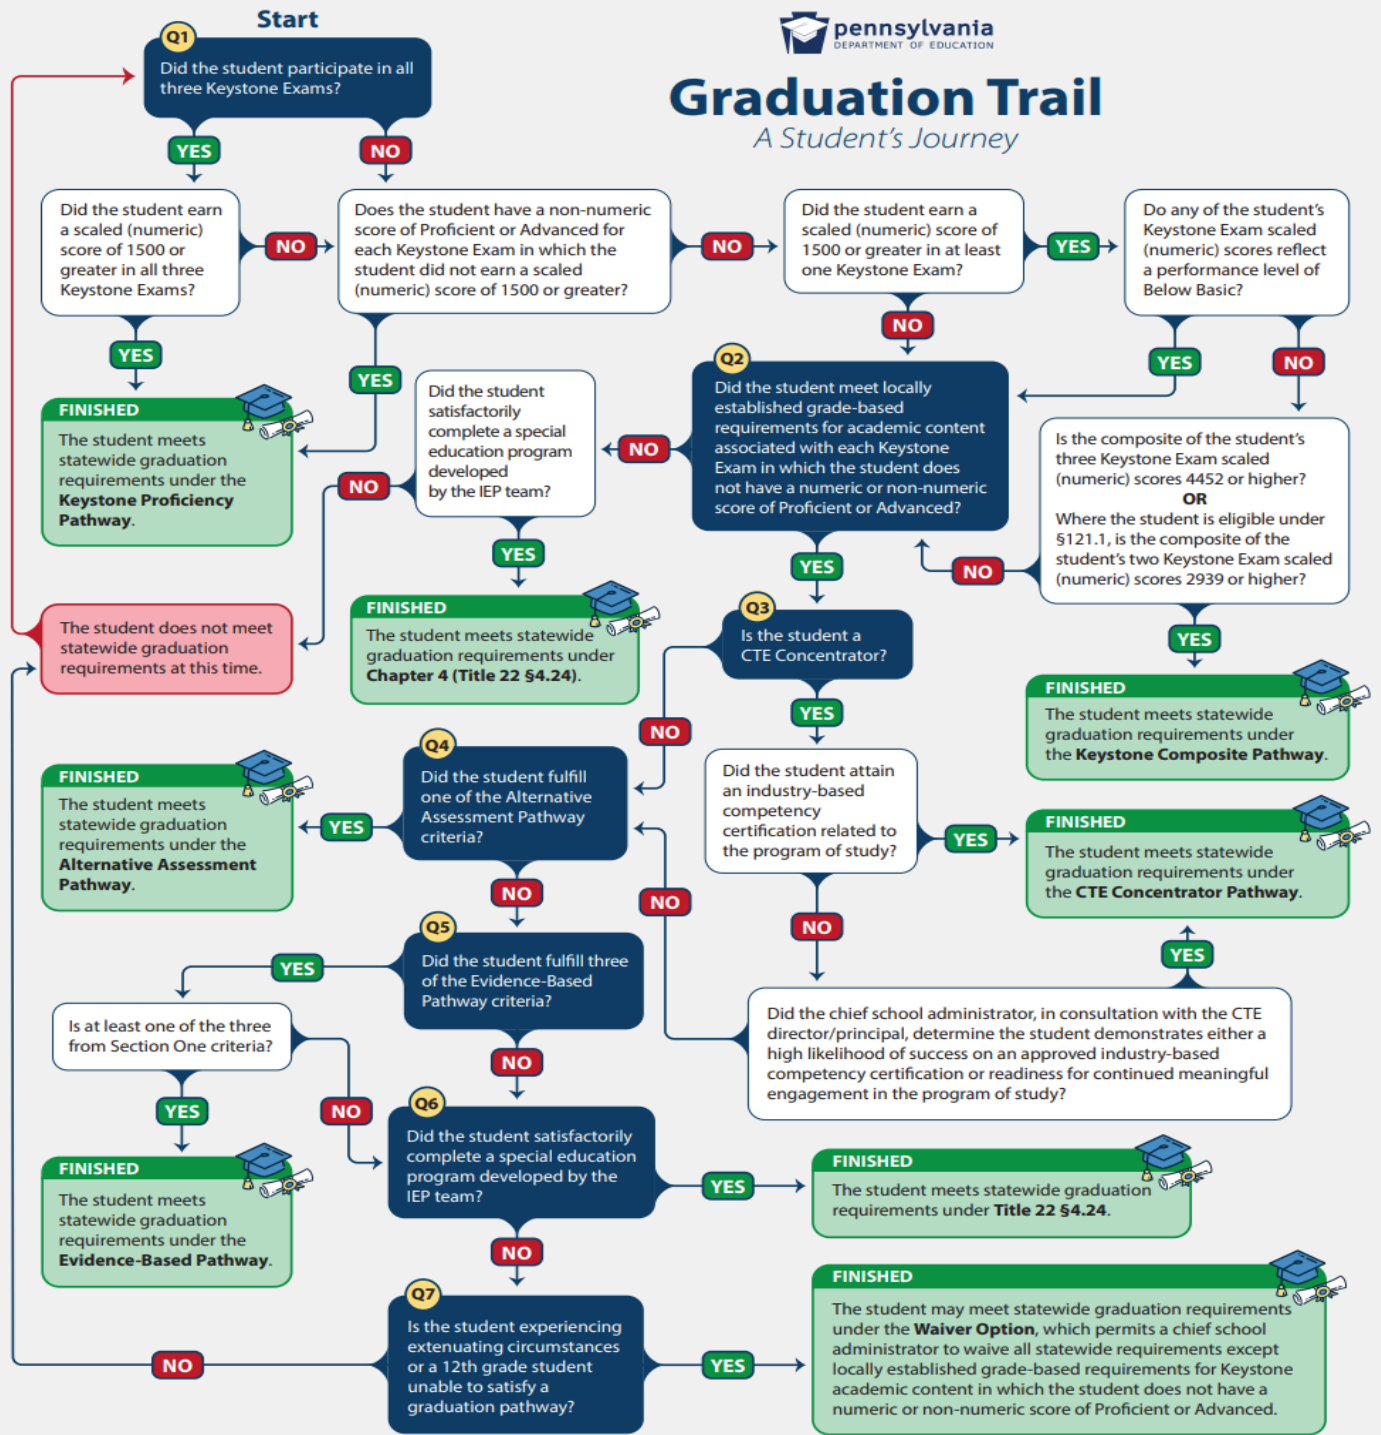 Start
pennsylvania
DEPARTMENT OF EDUCATION
Graduation Trail
A Student's Journey
Q1
Did the student participate in all
three Keystone Exams?
YES
NO
Did the student earn
a scaled (numeric)
score of 1500 or
greater in all three
Keystone Exams?
NO
Does the student have a non-numeric
score of Proficient or Advanced for
each Keystone Exam in which the
student did not earn a scaled
(numeric) score of 1500 or greater?
NO
Did the student earn a
scaled (numeric) score of
1500 or greater in at least
one Keystone Exam?
YES
Do any of the student's
Keystone Exam scaled
(numeric) scores reflect
a performance level of
Below Basic?
YES
YES
NO
YES
NO
FINISHED
The student meets
statewide graduation
requirements under the
Keystone Proficiency
Pathway.
Did the student
satisfactorily
complete a special
education program
developed
by the IEP team?
NO
NO
YES
Q2
Did the student meet locally
established grade-based
requirements for academic content
associated with each Keystone
Exam in which the student does
not have a numeric or non-numeric
score of Proficient or Advanced?
YES
Is the composite of the student's
three Keystone Exam scaled
(numeric) scores 4452 or higher?
OR
Where the student is eligible under
§121.1, is the composite of the
student's two Keystone Exam scaled
(numeric) scores 2939 or higher?
NO
YES
The student does not meet
statewide graduation
requirements at this time.
FINISHED
The student meets statewide
graduation requirements under
Chapter 4 (Title 22 §4.24).
Q3
Is the student a
CTE Concentrator?
NO
YES
FINISHED
The student meets statewide
graduation requirements under
the Keystone Composite Pathway.
FINISHED
The student meets
statewide graduation
requirements under the
Alternative Assessment
Pathway.
YES
Q4
Did the student fulfill
one of the Alternative
Assessment Pathway
criteria?
NO
NO
Did the student attain
an industry-based
competency
certification related to
the program of study?
YES
NO
FINISHED
The student meets statewide
graduation requirements under
the CTE Concentrator Pathway.
YES
Q5
Did the student fulfill three
of the Evidence-Based
Pathway criteria?
YES
NO
Is at least one of the three
from Section One criteria?
YES
NO
Did the chief school administrator, in consultation with the CTE
director/principal, determine the student demonstrates either a
high likelihood of success on an approved industry-based
competency certification or readiness for continued meaningful
engagement in the program of study?
FINISHED
The student meets
statewide graduation
requirements under the
Evidence-Based Pathway.
Q6
Did the student satisfactorily
complete a special education
program developed by the
IEP team?
YES
NO
FINISHED
The student meets statewide graduation
requirements under Title 22 §4.24.
Q7
Is the student experiencing
extenuating circumstances
or a 12th grade student
unable to satisfy a
graduation pathway?
NO
YES
FINISHED
The student may meet statewide graduation requirements
under the Waiver Option, which permits a chief school
administrator to waive all statewide requirements except
locally established grade-based requirements for Keystone
academic content in which the student does not have a
numeric or non-numeric score of Proficient or Advanced.